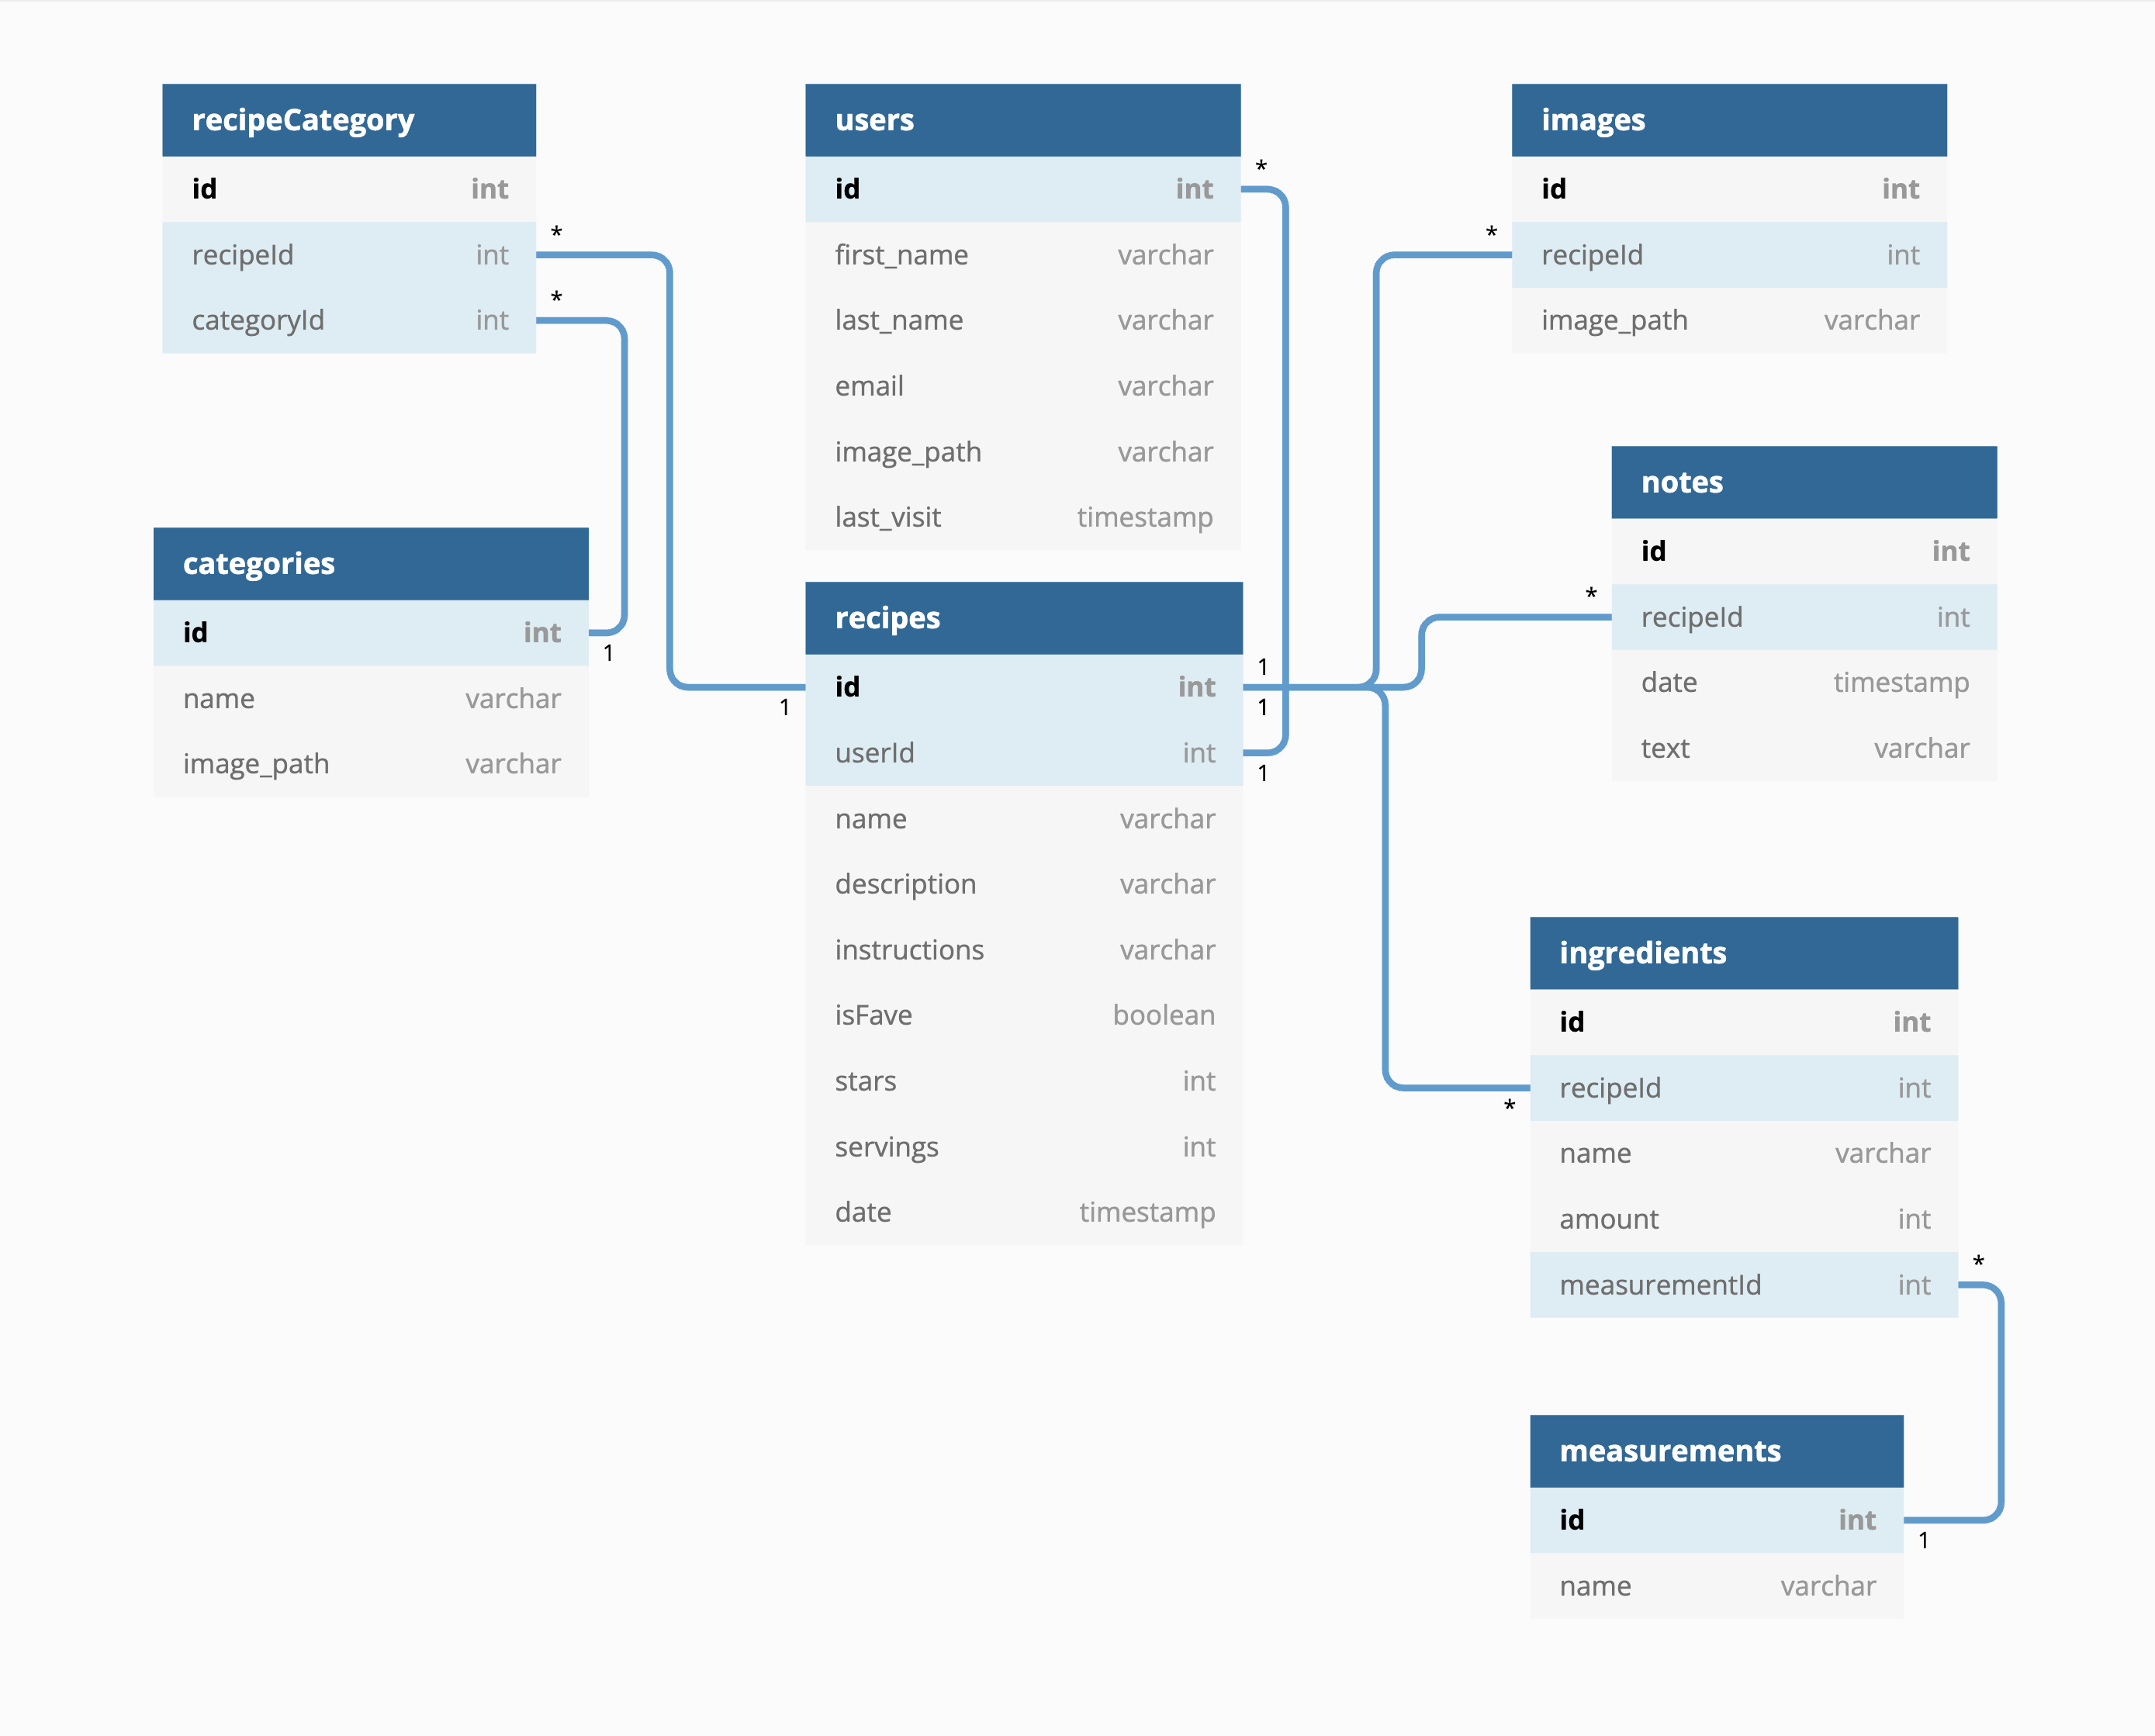 recipeCategory
id int
* 
recipeId int
*
categoryId int
users
*
id int
first_name varchar
last_name varchar
email varchar
image_path varchar
last_visit timestamp
images
id int
*
recipeId int
image_path varchar
categories
id int
1
name varchar
image_path varchar
recipes
1
id int
1
1
userId int
1
name varchar
description varchar
instructions varchar
isFave boolean
stars int
servings int
date timestamp
notes
id int
*
recipeId int
date timestamp
text varchar
ingredients
id int
recipeId int
*
name varchar
amount int
*
measurementId int
measurements
id int
1
name varchar